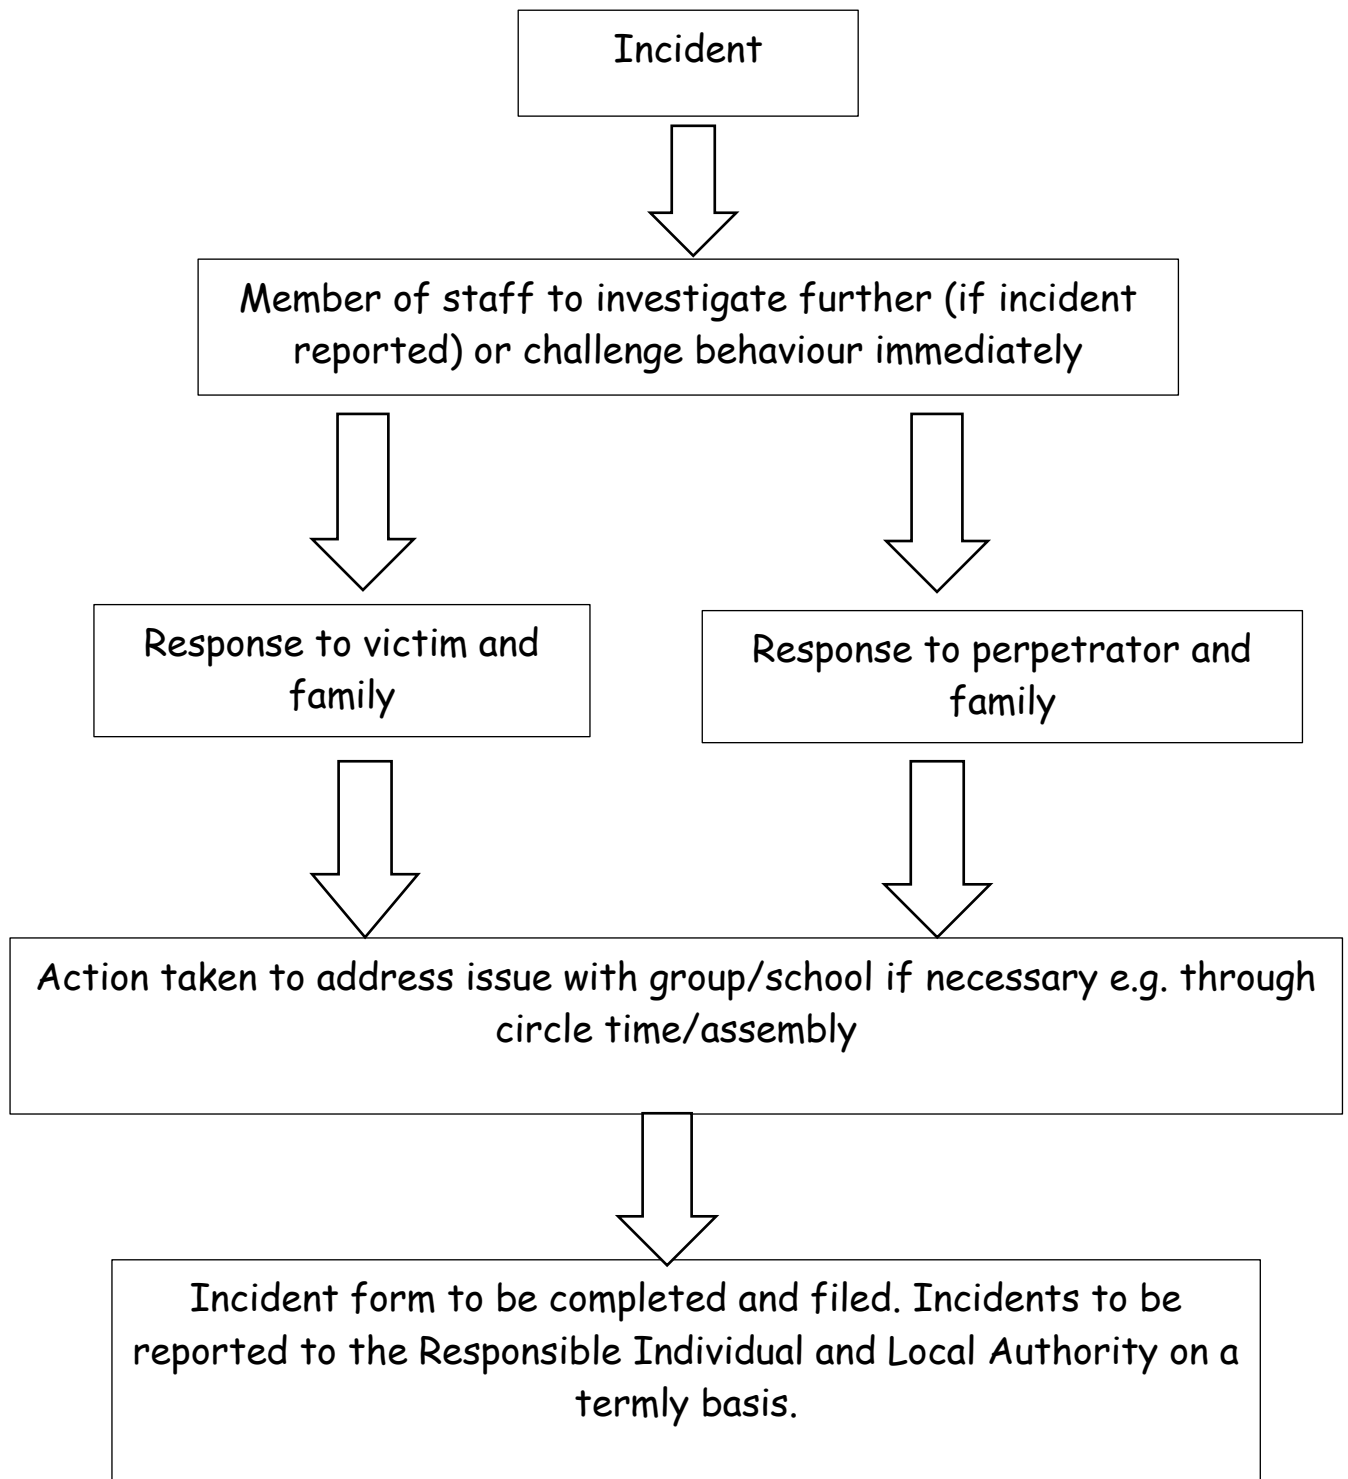 Incident
Member of staff to investigate further (if incident
reported) or challenge behaviour immediately
Response to victim and
family
Response to perpetrator and
family
Action taken to address issue with group/school if necessary e.g. through
circle time/assembly
Incident form to be completed and filed. Incidents to be
reported to the Responsible Individual and Local Authority on a
termly basis.